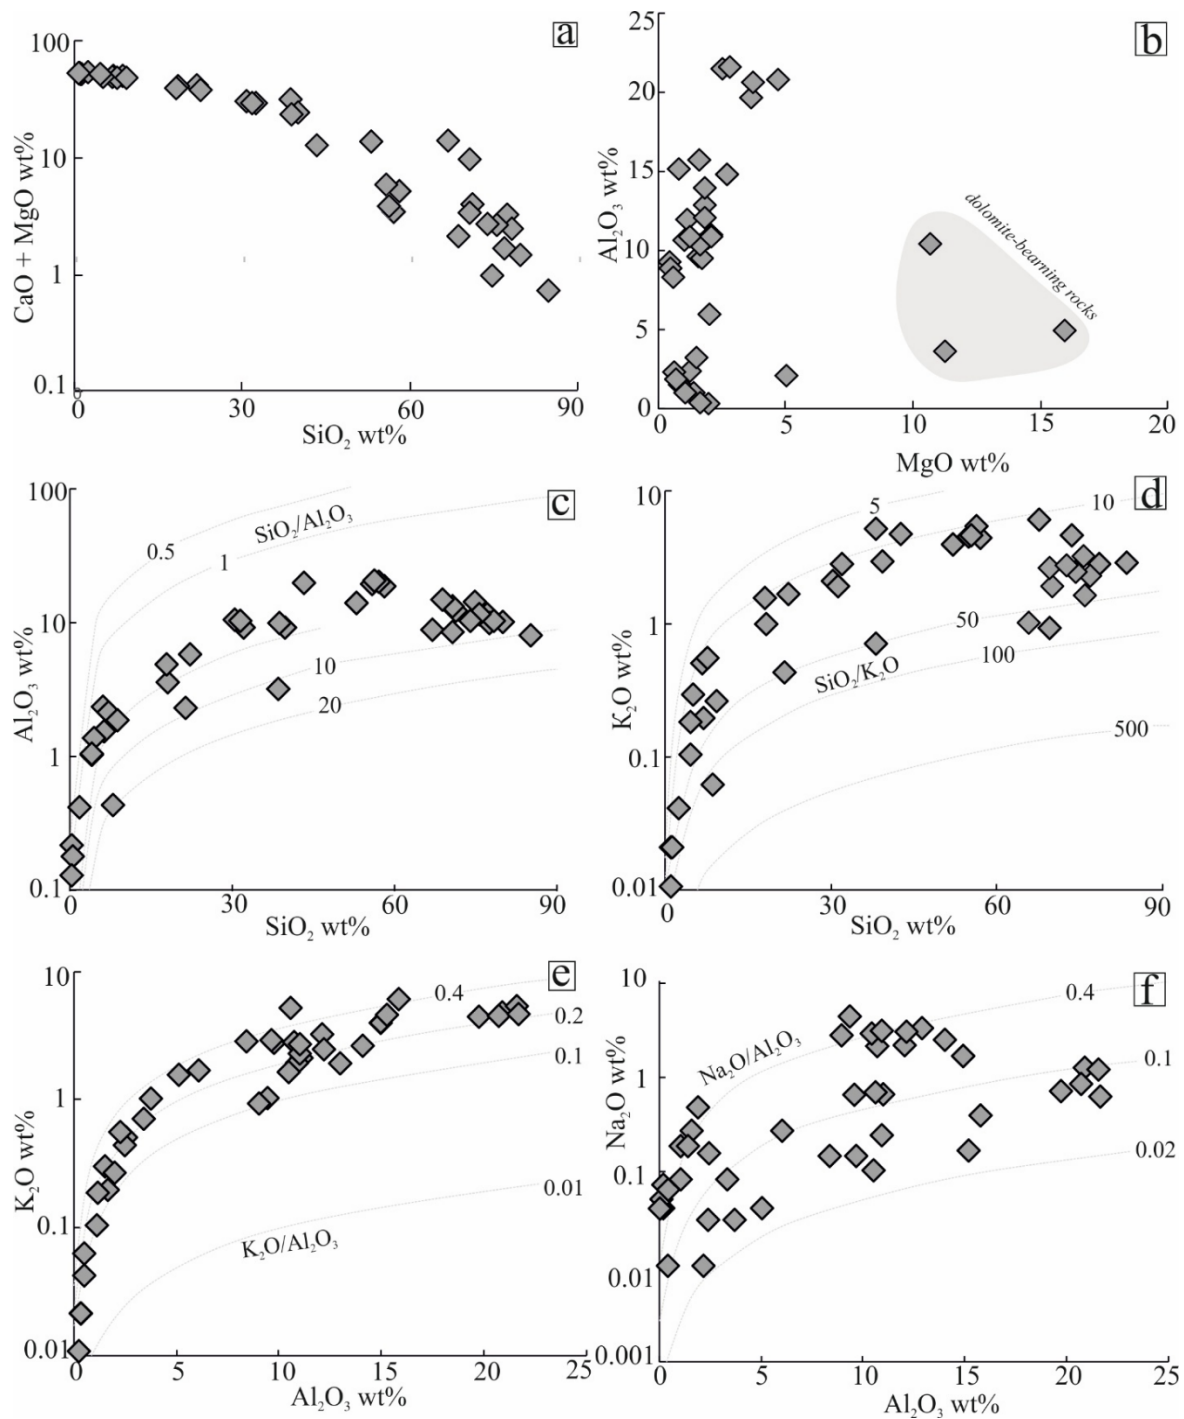 a
100
10
1
0.1
CaO + MgO wt%
0
0 30 60 90
SiO₂ wt%
b
25
20
15
10
5
0
Al₂O₃ wt%
dolomite-bearning rocks
0 5 10 15 20
MgO wt%
c
100
10
1
0.1
Al₂O₃ wt%
SiO₂/Al₂O₃
0.5
1
10
20
0 30 60 90
SiO₂ wt%
d
10
1
0.1
0.01
K₂O wt%
5
10
50
100
SiO₂/K₂O
500
0 30 60 90
SiO₂ wt%
e
10
1
0.1
0.01
K₂O wt%
0.4
0.2
0.1
0.01
K₂O/Al₂O₃
0 5 10 15 20 25
Al₂O₃ wt%
f
10
1
0.1
0.01
0.001
Na₂O wt%
Na₂O/Al₂O₃
0.4
0.1
0.02
0 5 10 15 20 25
Al₂O₃ wt%